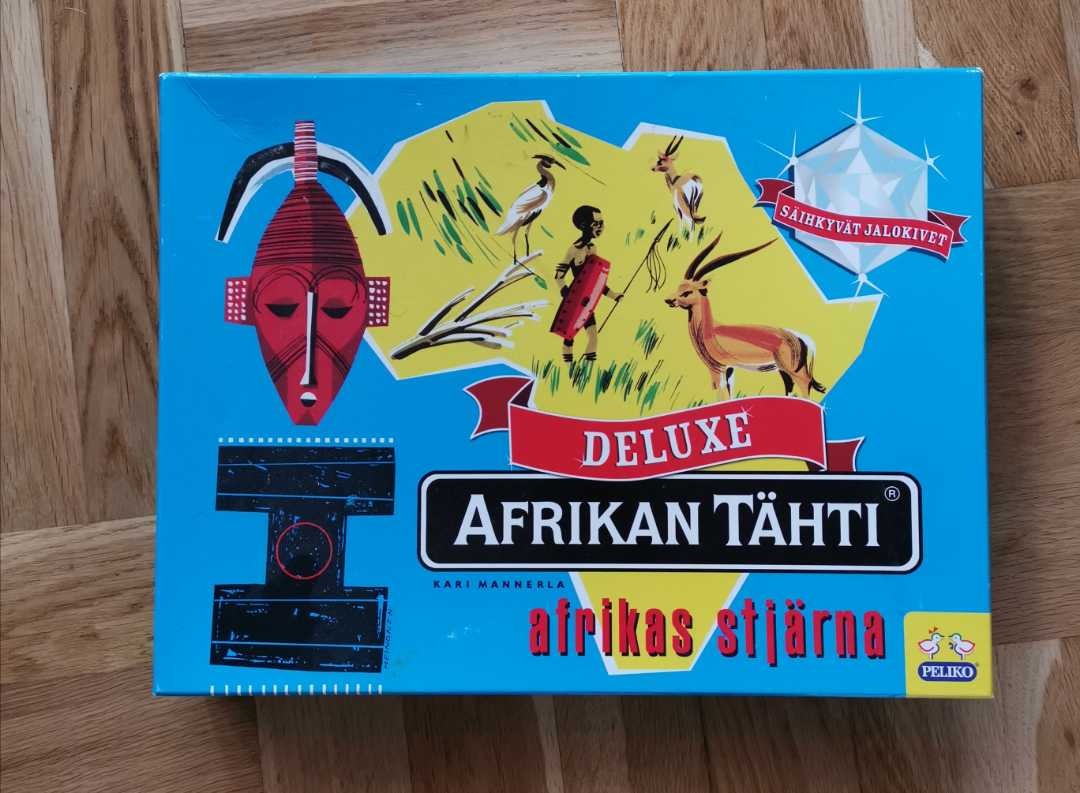 SÄIHKYVÄT JALOKIVET
DELUXE
AFRIKAN TÄHTI®
KARI MANNERLA
afrikas stjärna
PELIKO®